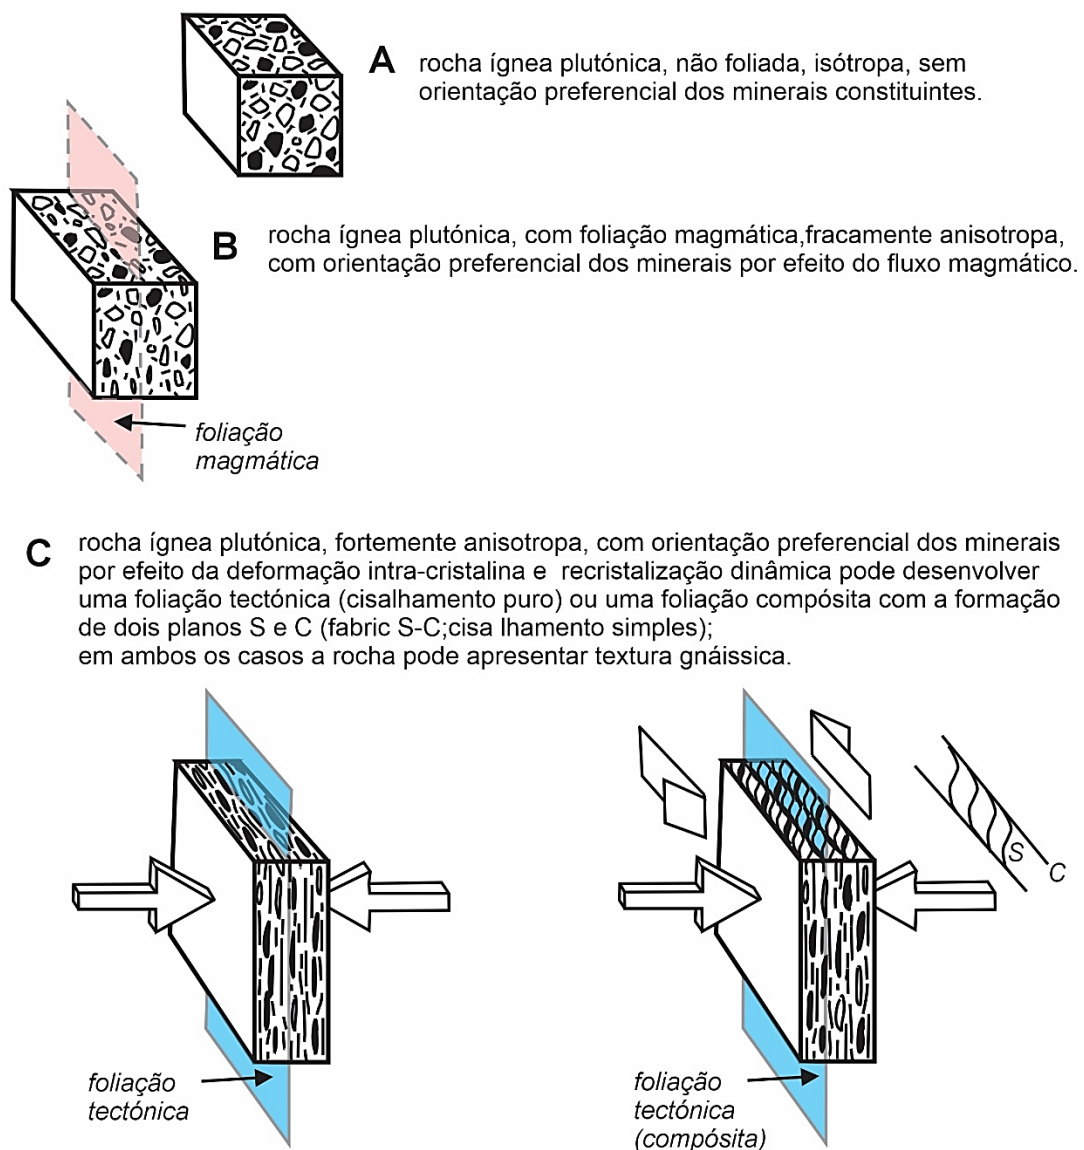 A rocha ígnea plutónica, não foliada, isótropa, sem
orientação preferencial dos minerais constituintes.
B rocha ígnea plutónica, com foliação magmática,fracamente anisotropa,
com orientação preferencial dos minerais por efeito do fluxo magmático.
foliação
magmática
C rocha ígnea plutónica, fortemente anisotropa, com orientação preferencial dos minerais
por efeito da deformação intra-cristalina e recristalização dinâmica pode desenvolver
uma foliação tectónica (cisalhamento puro) ou uma foliação compósita com a formação
de dois planos S e C (fabric S-C;cisa lhamento simples);
em ambos os casos a rocha pode apresentar textura gnáissica.
S
C
foliação
tectónica
foliação
tectónica
(compósita)